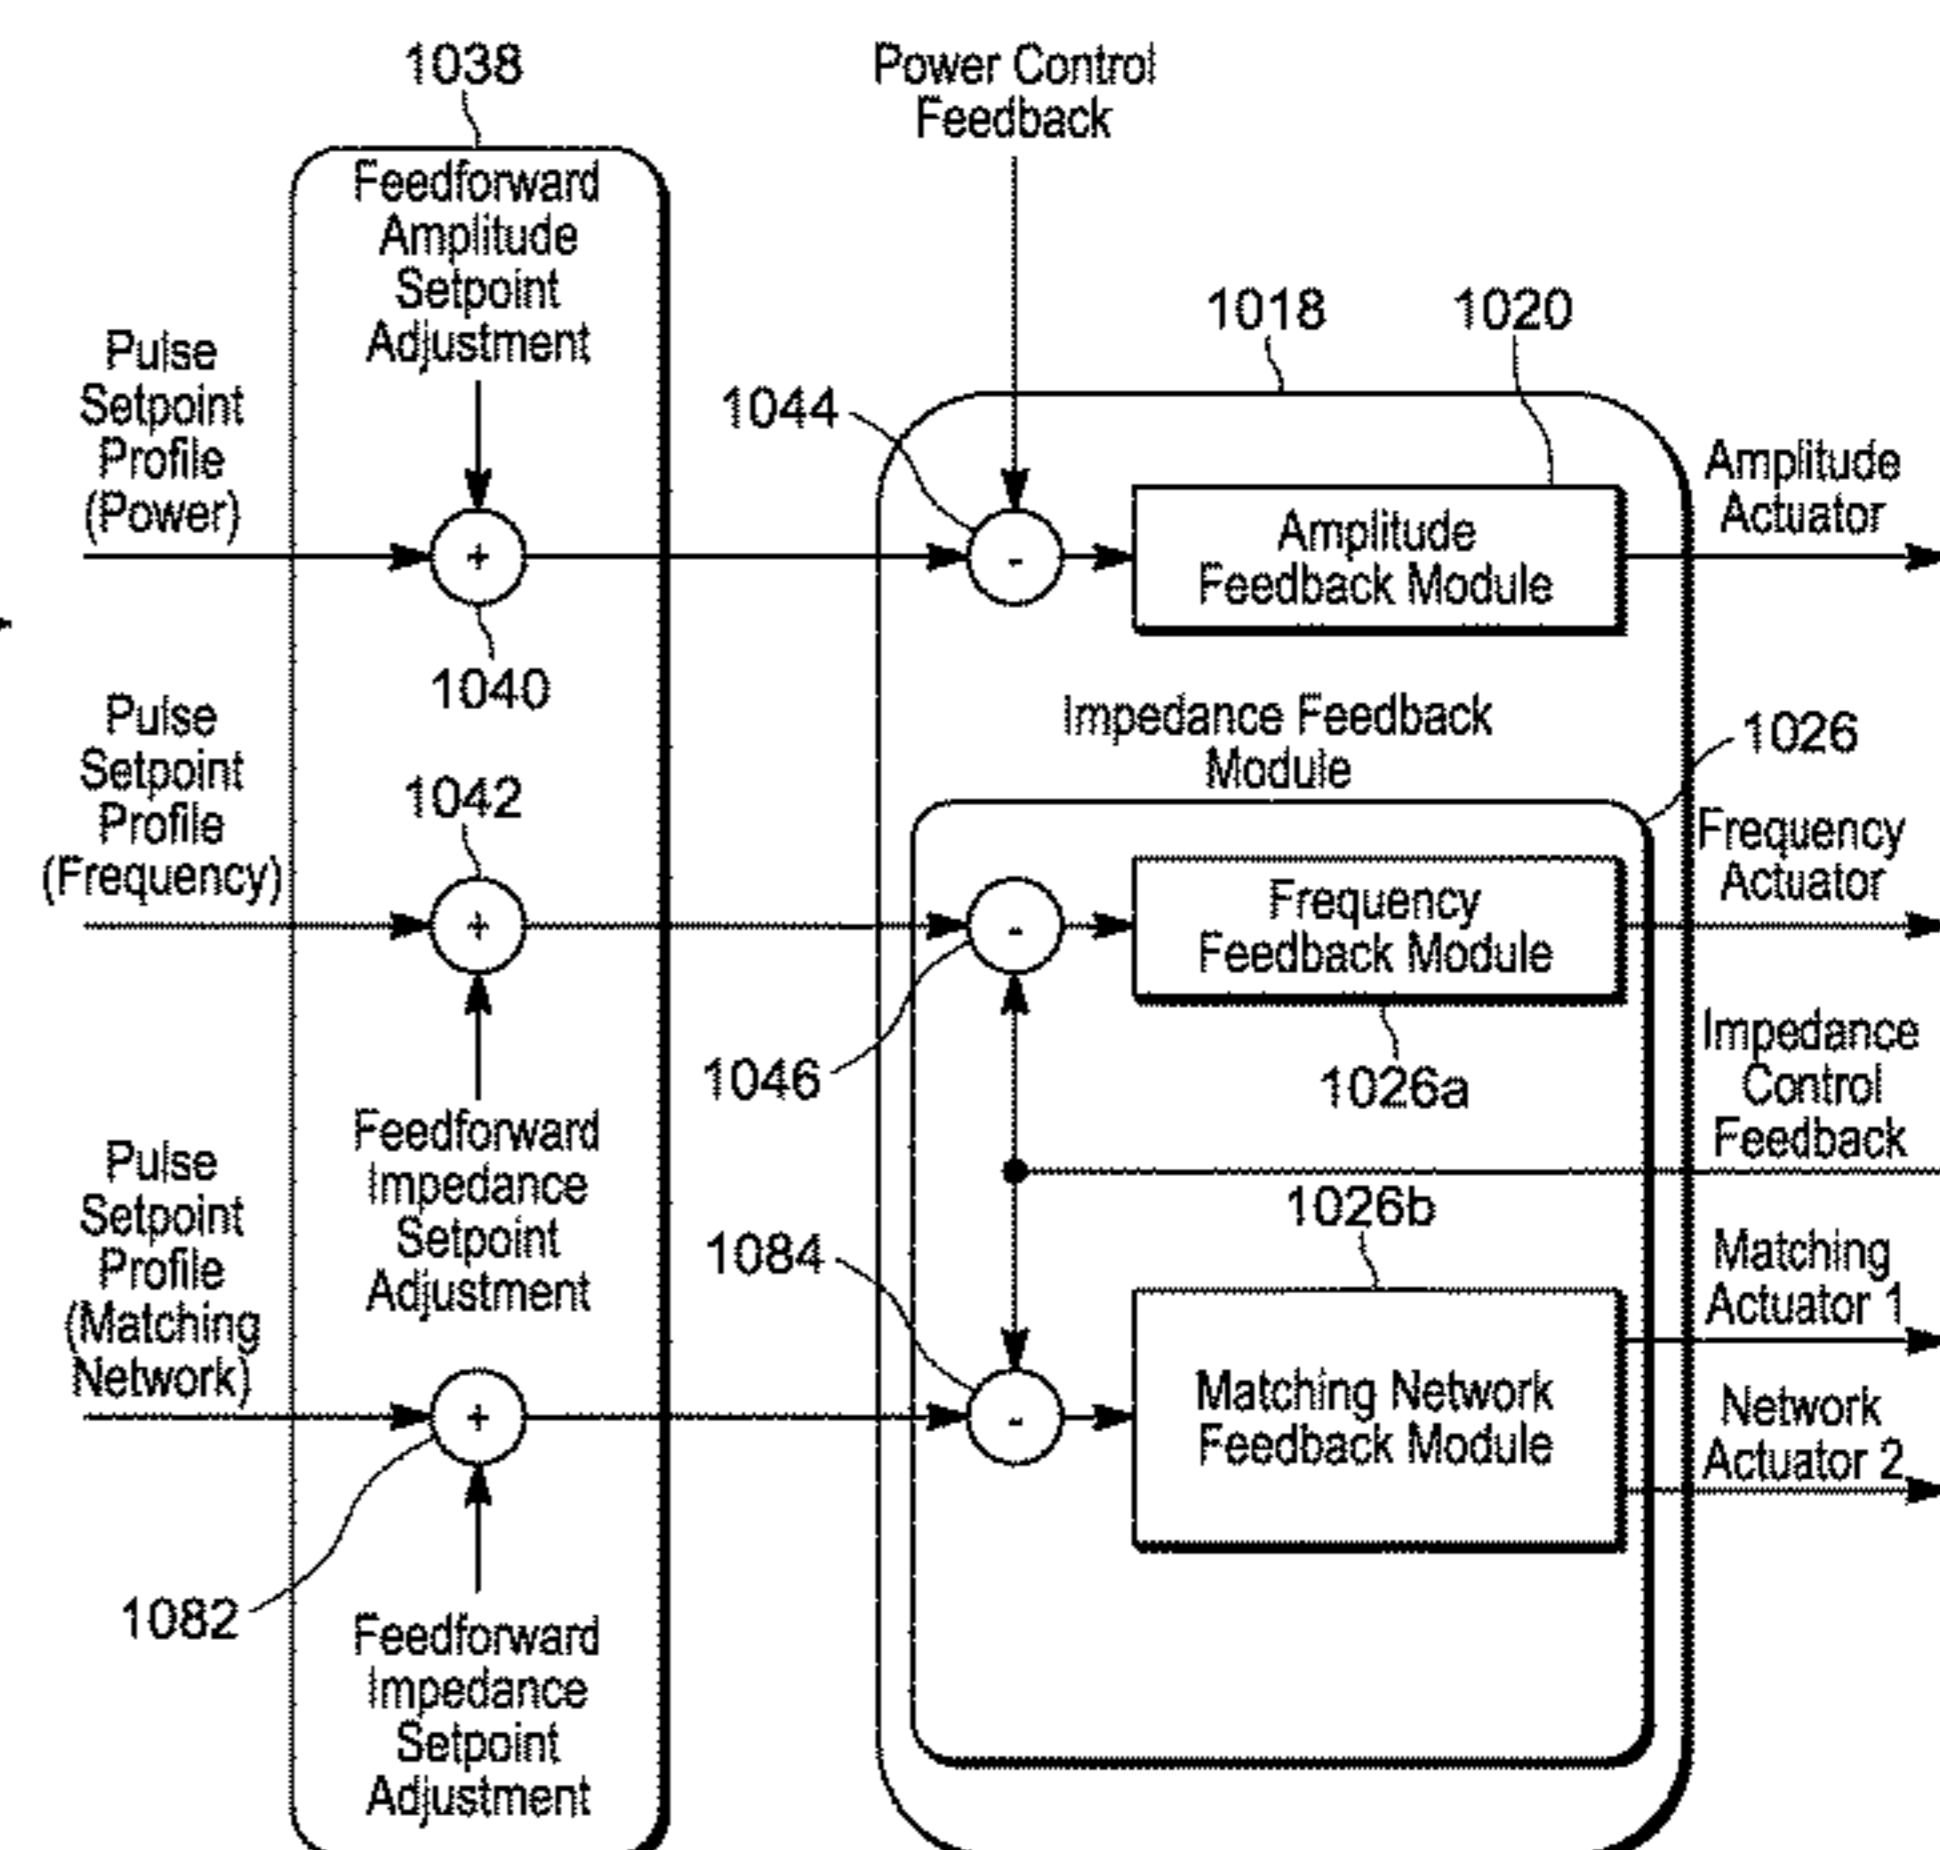 1038
Feedforward
Amplitude
Setpoint
Adjustment
Pulse
Setpoint
Profile
(Power)
+
1040
Pulse
Setpoint
Profile
(Frequency)
1042
+
Feedforward
Impedance
Setpoint
Adjustment
Pulse
Setpoint
Profile
(Matching
Network)
+
1082
Feedforward
Impedance
Setpoint
Adjustment
Power Control
Feedback
1018
1020
1044
-
Amplitude
Feedback Module
Amplitude
Actuator
Impedance Feedback
Module
1026
-
Frequency
Feedback Module
Frequency
Actuator
1046
1026a
Impedance
Control
Feedback
1026b
1084
-
Matching Network
Feedback Module
Matching
Actuator 1
Network
Actuator 2